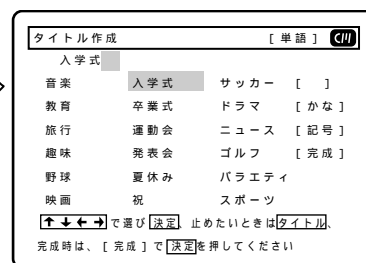 タイトル作成 [単語] CM
入学式
音楽 入学式 サッカー [ ]
教育 卒業式 ドラマ [かな]
旅行 運動会 ニュース [記号]
趣味 発表会 ゴルフ [完成]
野球 夏休み バラエティ
映画 祝 スポーツ
↑↓←→で選び決定、止めたいときはタイトル、
完成時は、[完成]で決定を押してください